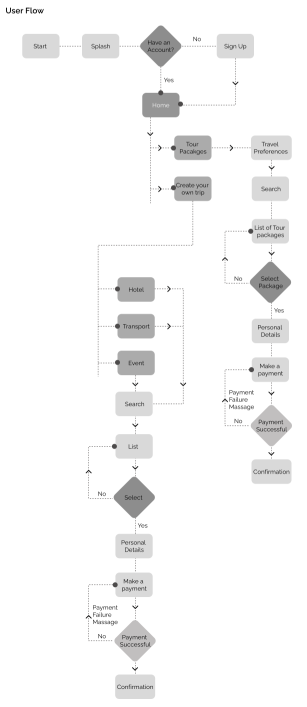 User Flow
Start
Splash
Have an
Account?
No
Sign Up
Yes
Home
Tour
Pacakges
Travel
Preferences
Create your
own trip
Search
List of Tour
packages
Select
Package
No
Yes
Personal
Details
Make a
payment
Payment
Failure
Massage
No
Payment
Successful
Confirmation
Hotel
Transport
Event
Search
List
No
Select
Yes
Personal
Details
Make a
payment
Payment
Failure
Massage
No
Payment
Successful
Confirmation